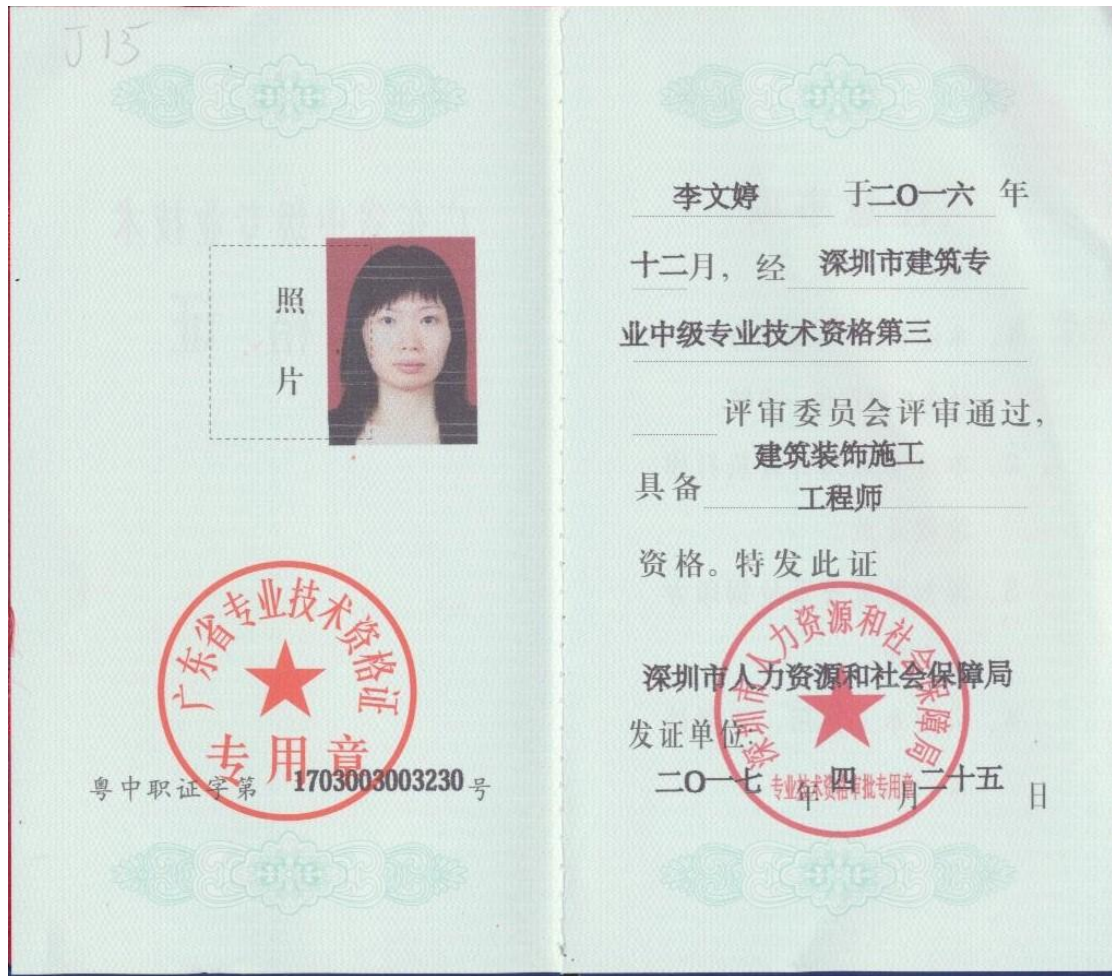 J 15
照
片
广东省专业技术资格证
专用章
粤中职证字第 1703003003230 号
李文婷 于二O一六 年
十二月，经 深圳市建筑专
业中级专业技术资格第三
评审委员会评审通过，
建筑装饰施工
具备 工程师
资格。特发此证
深圳市人力资源和社会保障局
深圳市人力资源和社会保障局
发证单位：
专业技术资格审批专用章
二O一七 年 四 月 二十五 日